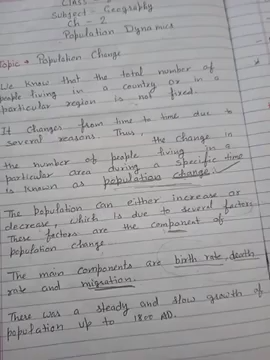 CLASS -
Subject - Geography
Ch - 2
Population Dynamics
Topic * Population Change
We know that the total number of
people living in a country or in a
particular region is not fixed.
It changes from time to time due to
several reasons. Thus,
the change in
the number of people living in a
particular area during a specific time
is known as population change.
The population can either increase or
decrease, which is due to several factors
These factors are the component of
population change
The main components are birth rate, death
rate and migration.
There was a steady and slow growth of
population up to 1800 AD.